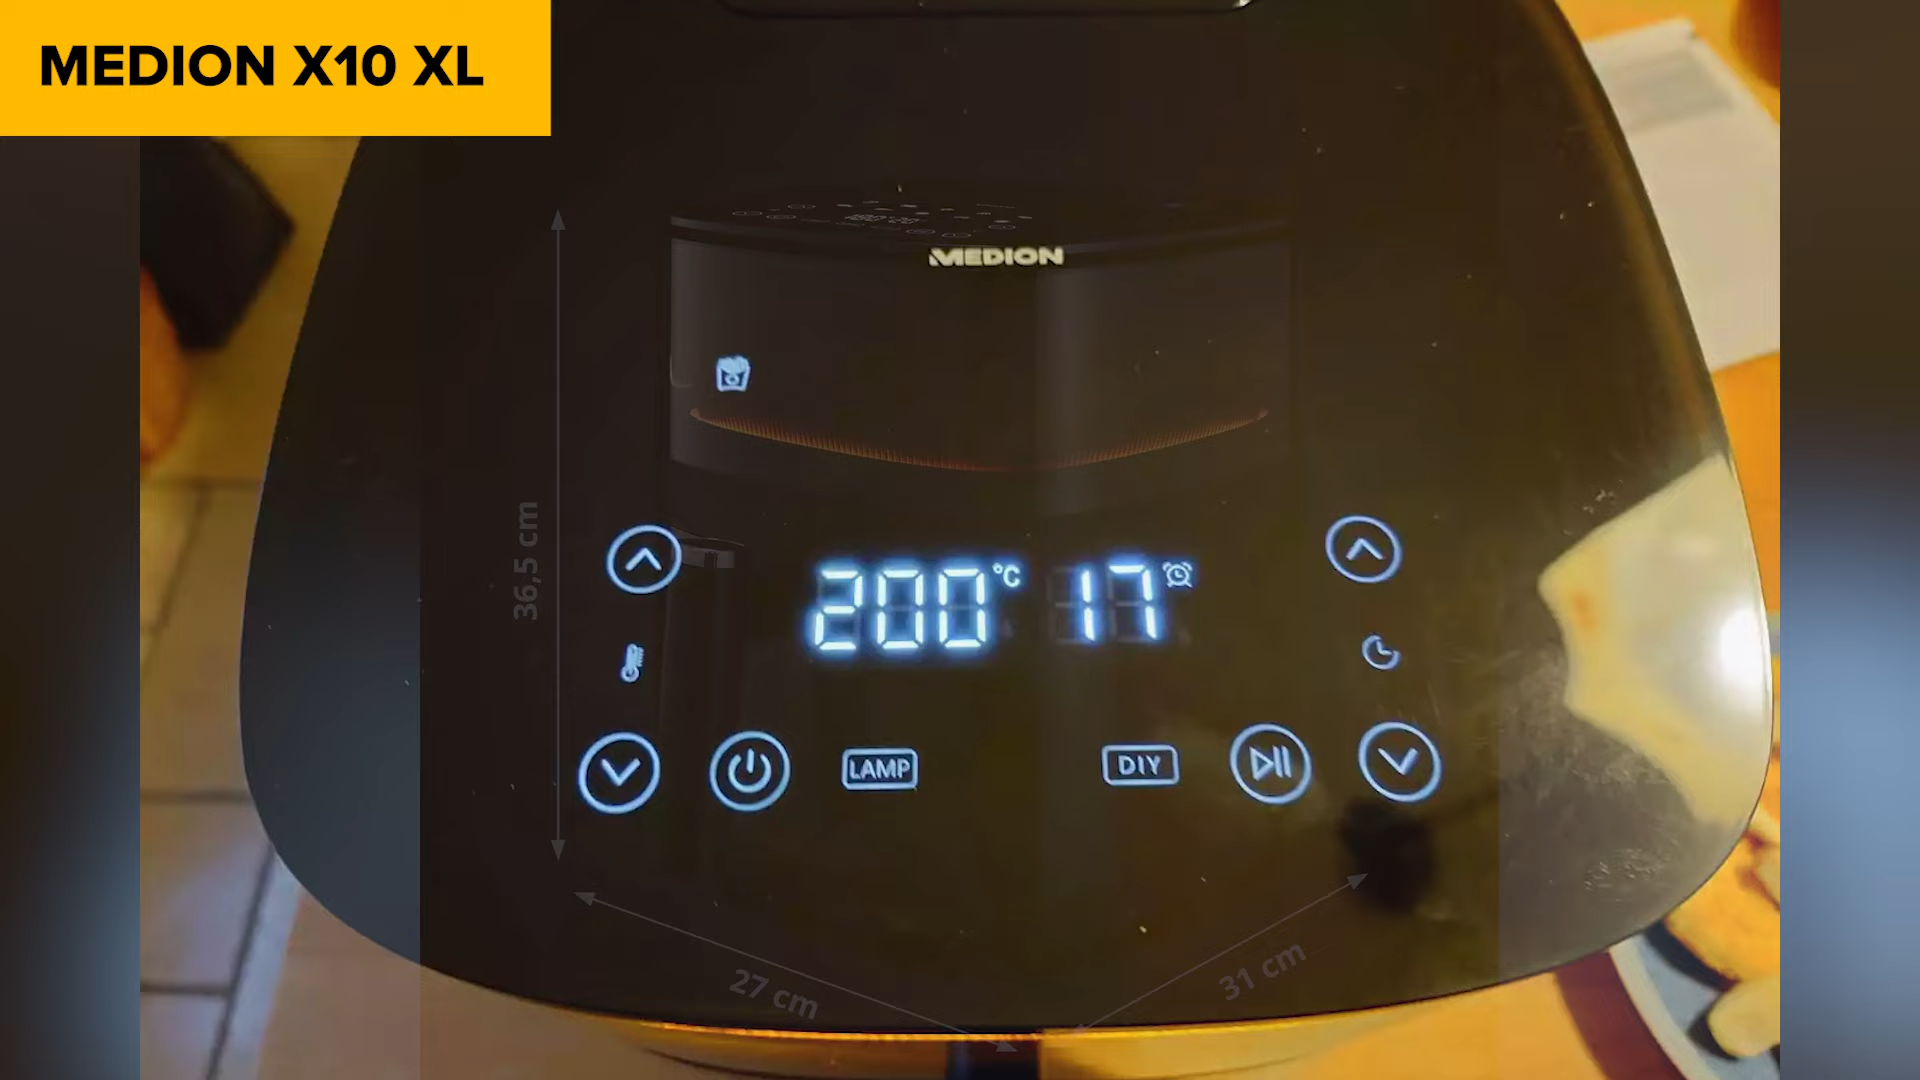 MEDION X10 XL
MEDION
36,5 cm
200°C 17
LAMP
DIY
27 cm
31 cm